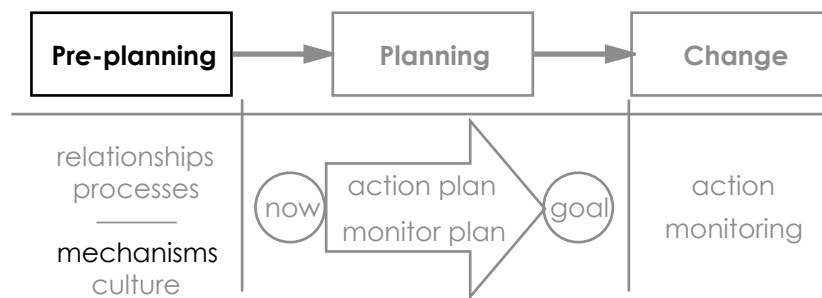 Pre-planning
Planning
Change
relationships
processes
mechanisms
culture
now
action plan
monitor plan
goal
action
monitoring